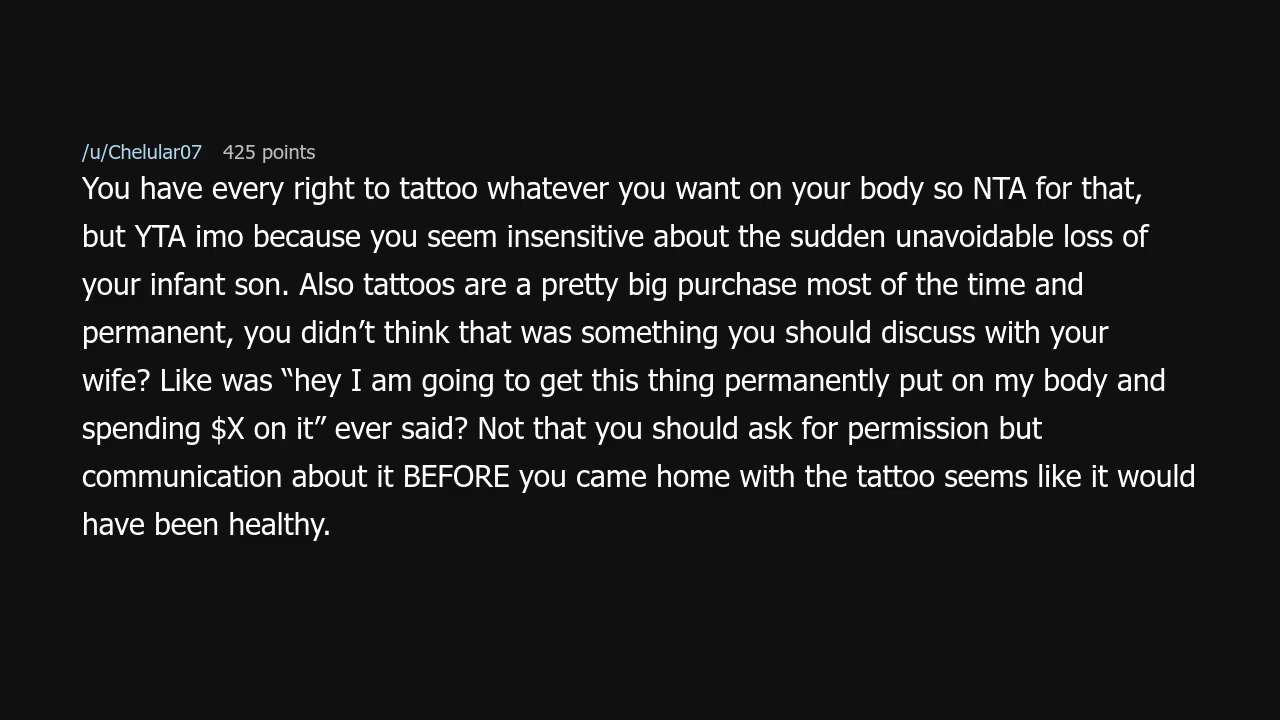 /u/Chelular07 425 points
You have every right to tattoo whatever you want on your body so NTA for that,
but YTA imo because you seem insensitive about the sudden unavoidable loss of
your infant son. Also tattoos are a pretty big purchase most of the time and
permanent, you didn’t think that was something you should discuss with your
wife? Like was “hey I am going to get this thing permanently put on my body and
spending $X on it” ever said? Not that you should ask for permission but
communication about it BEFORE you came home with the tattoo seems like it would
have been healthy.